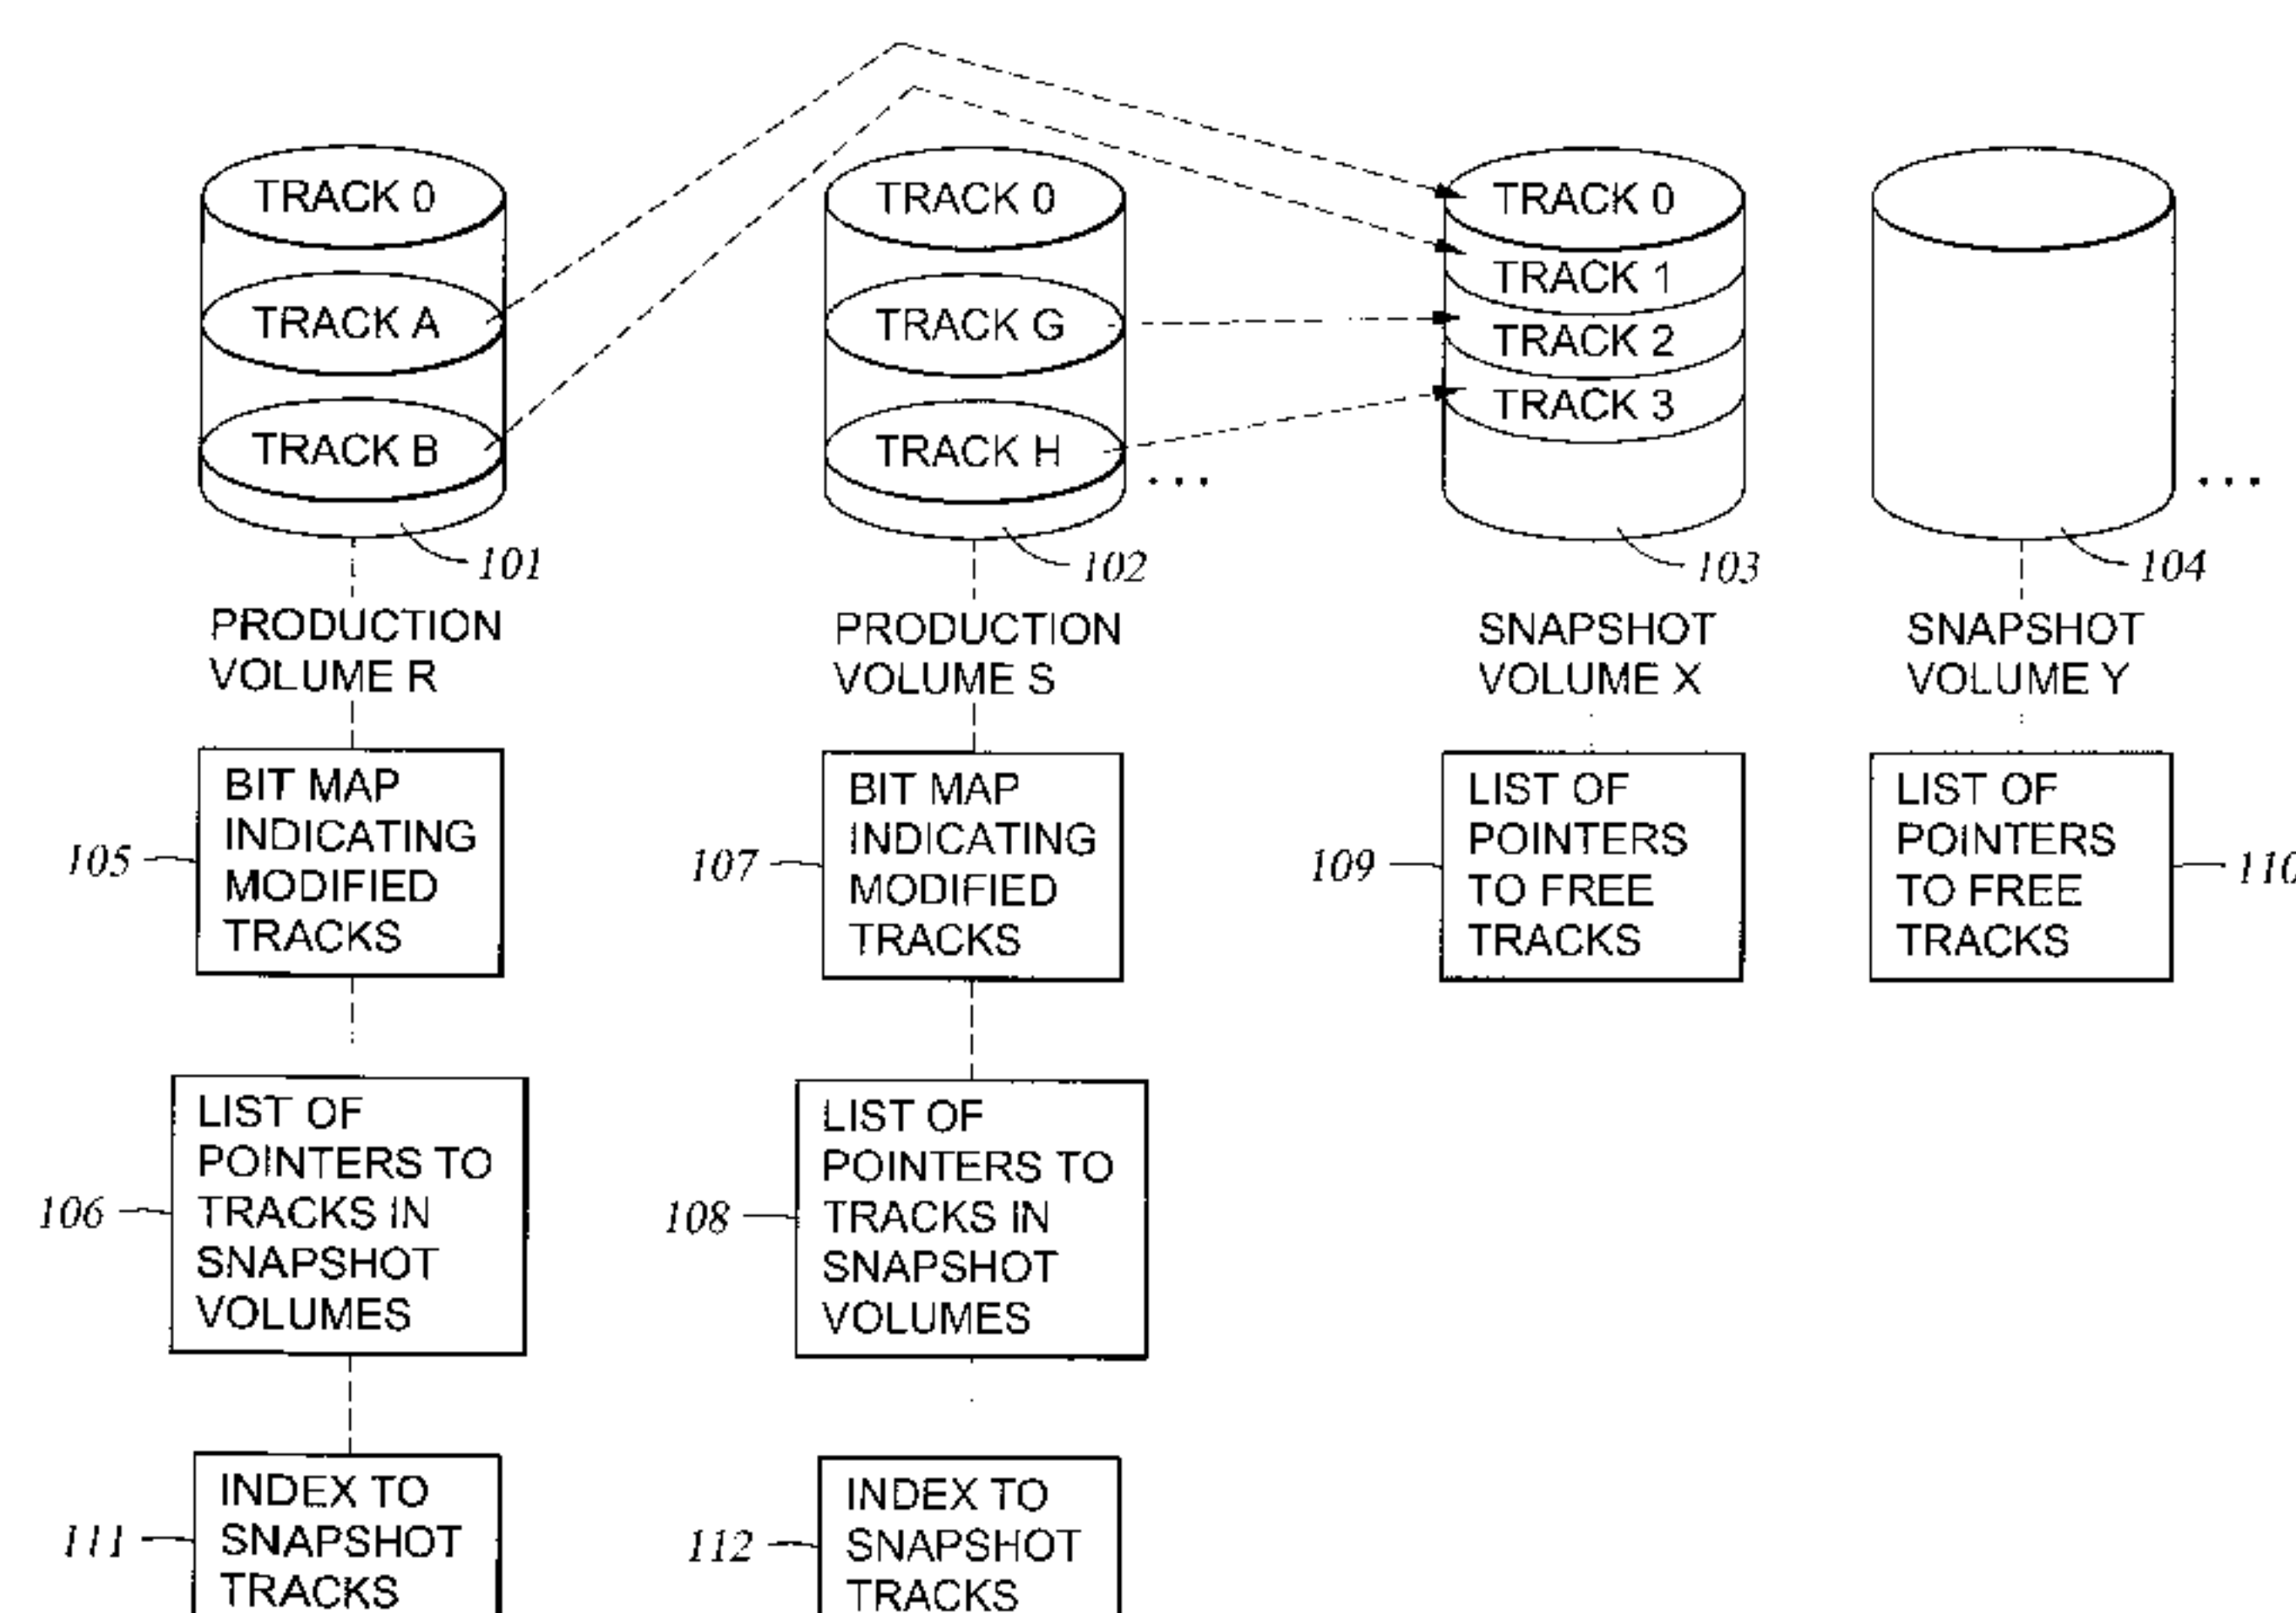 TRACK 0
TRACK A
TRACK B
101
PRODUCTION
VOLUME R
TRACK 0
TRACK G
TRACK H
...
102
PRODUCTION
VOLUME S
TRACK 0
TRACK 1
TRACK 2
TRACK 3
103
SNAPSHOT
VOLUME X
...
104
SNAPSHOT
VOLUME Y
105
BIT MAP
INDICATING
MODIFIED
TRACKS
107
BIT MAP
INDICATING
MODIFIED
TRACKS
109
LIST OF
POINTERS
TO FREE
TRACKS
LIST OF
POINTERS
TO FREE
TRACKS
110
106
LIST OF
POINTERS TO
TRACKS IN
SNAPSHOT
VOLUMES
108
LIST OF
POINTERS TO
TRACKS IN
SNAPSHOT
VOLUMES
111
INDEX TO
SNAPSHOT
TRACKS
112
INDEX TO
SNAPSHOT
TRACKS